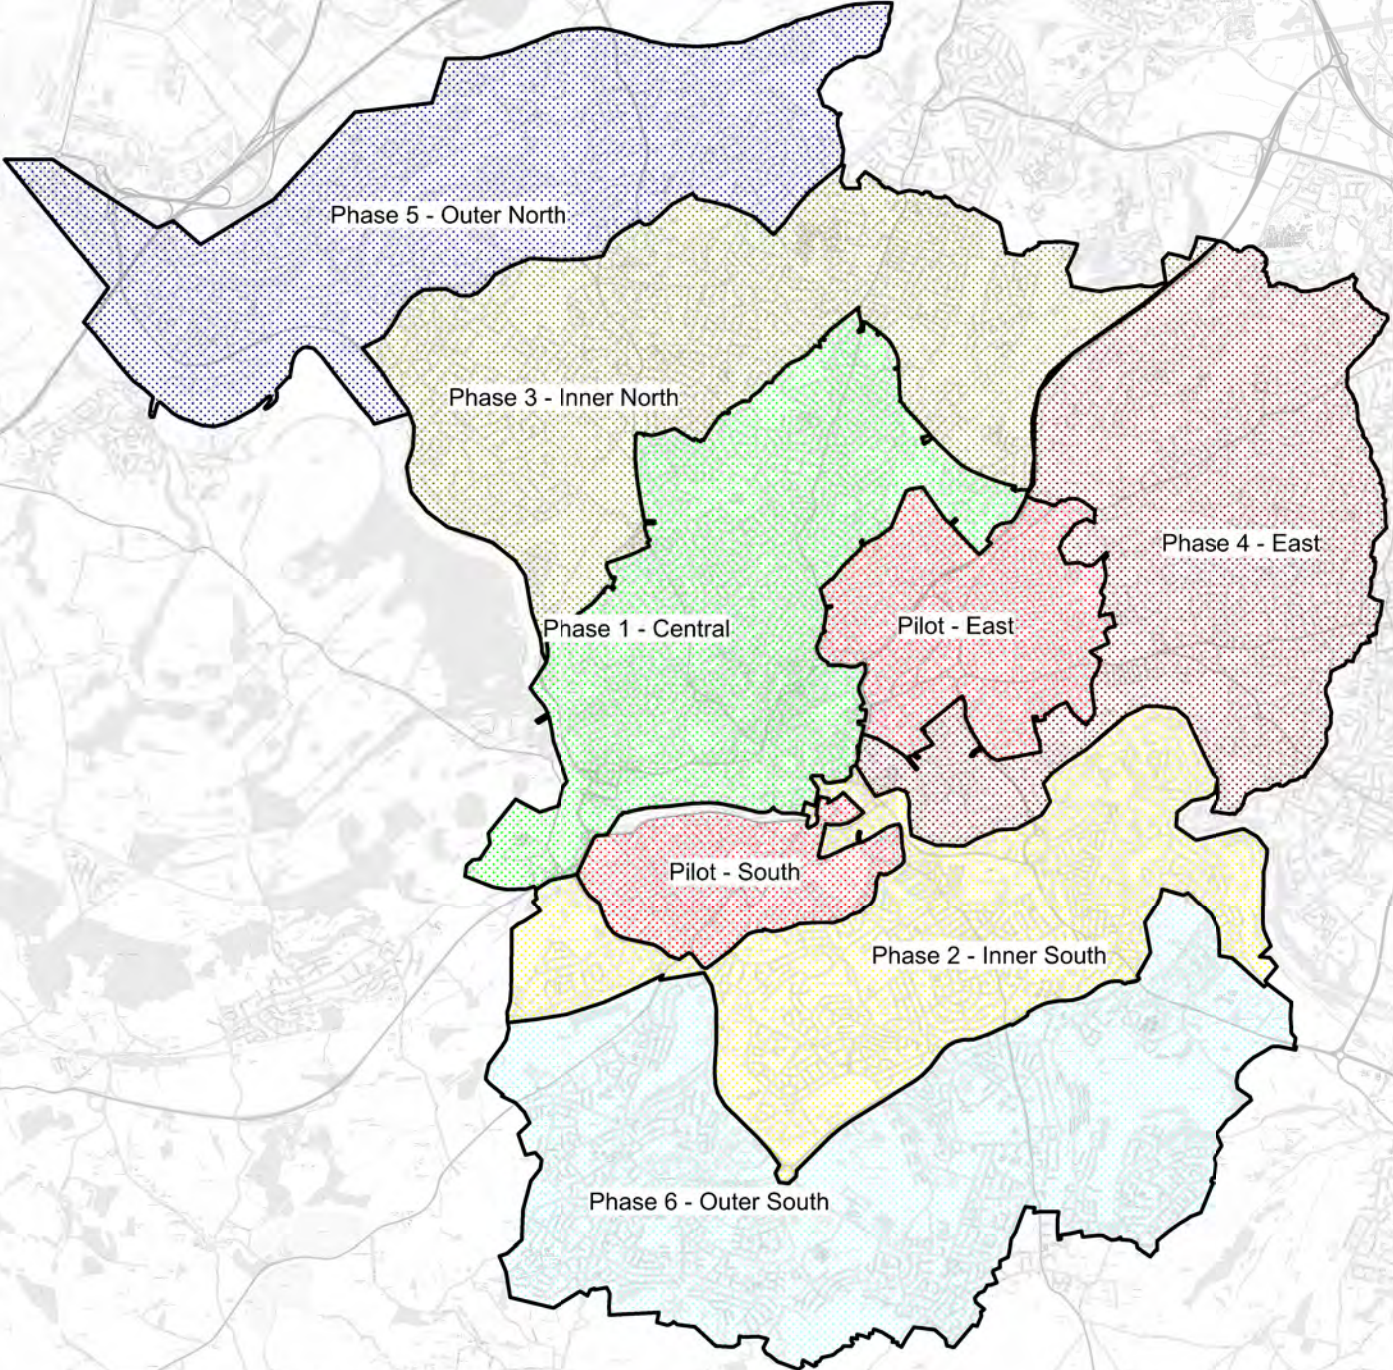 Phase 5 - Outer North
Phase 3 - Inner North
Phase 4 - East
Pilot - East
Phase 1 - Central
Pilot - South
Phase 2 - Inner South
Phase 6 - Outer South